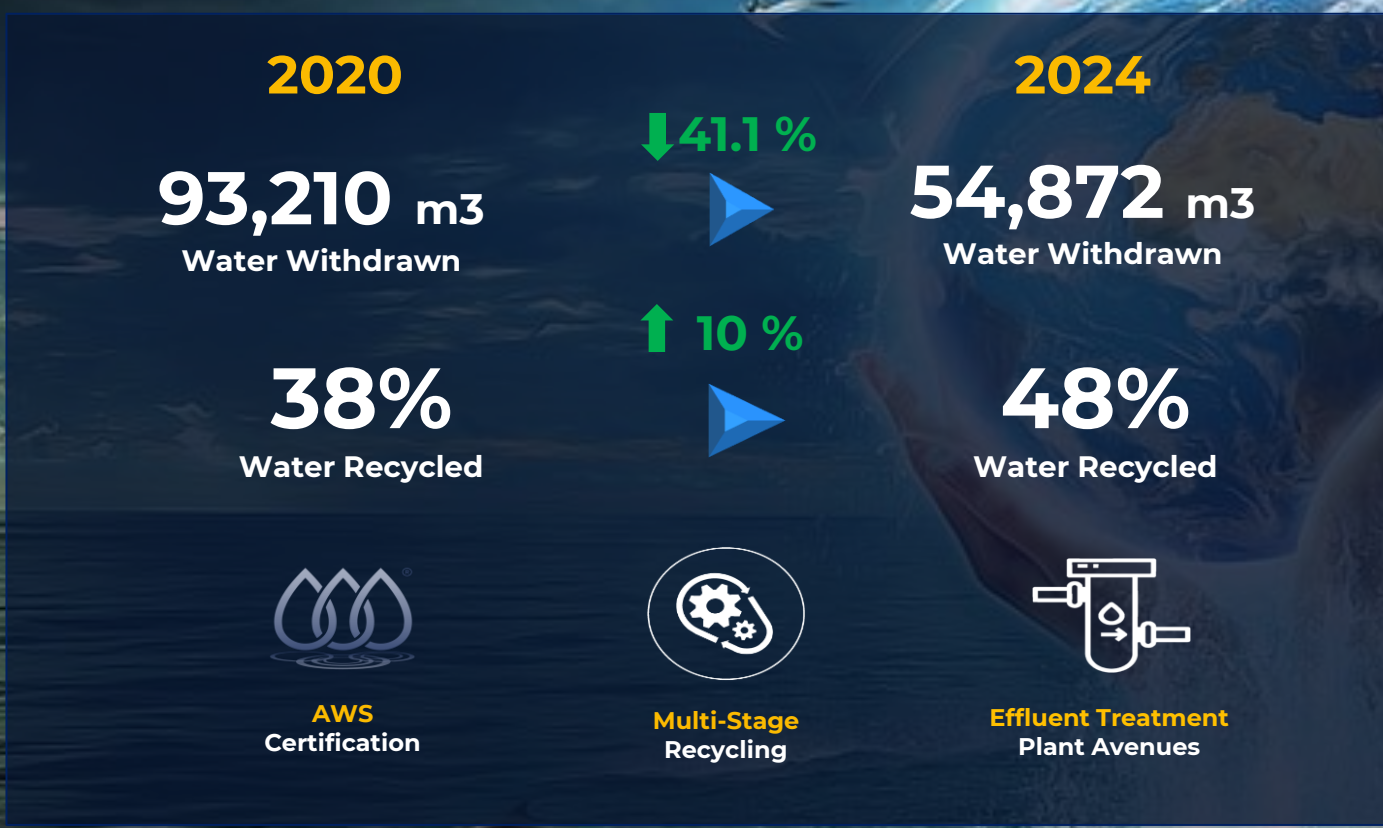 2020
2024
41.1 %
93,210 m3
54,872 m3
Water Withdrawn
Water Withdrawn
10 %
38%
48%
Water Recycled
Water Recycled
®
AWS
Certification
Multi-Stage
Recycling
Effluent Treatment
Plant Avenues